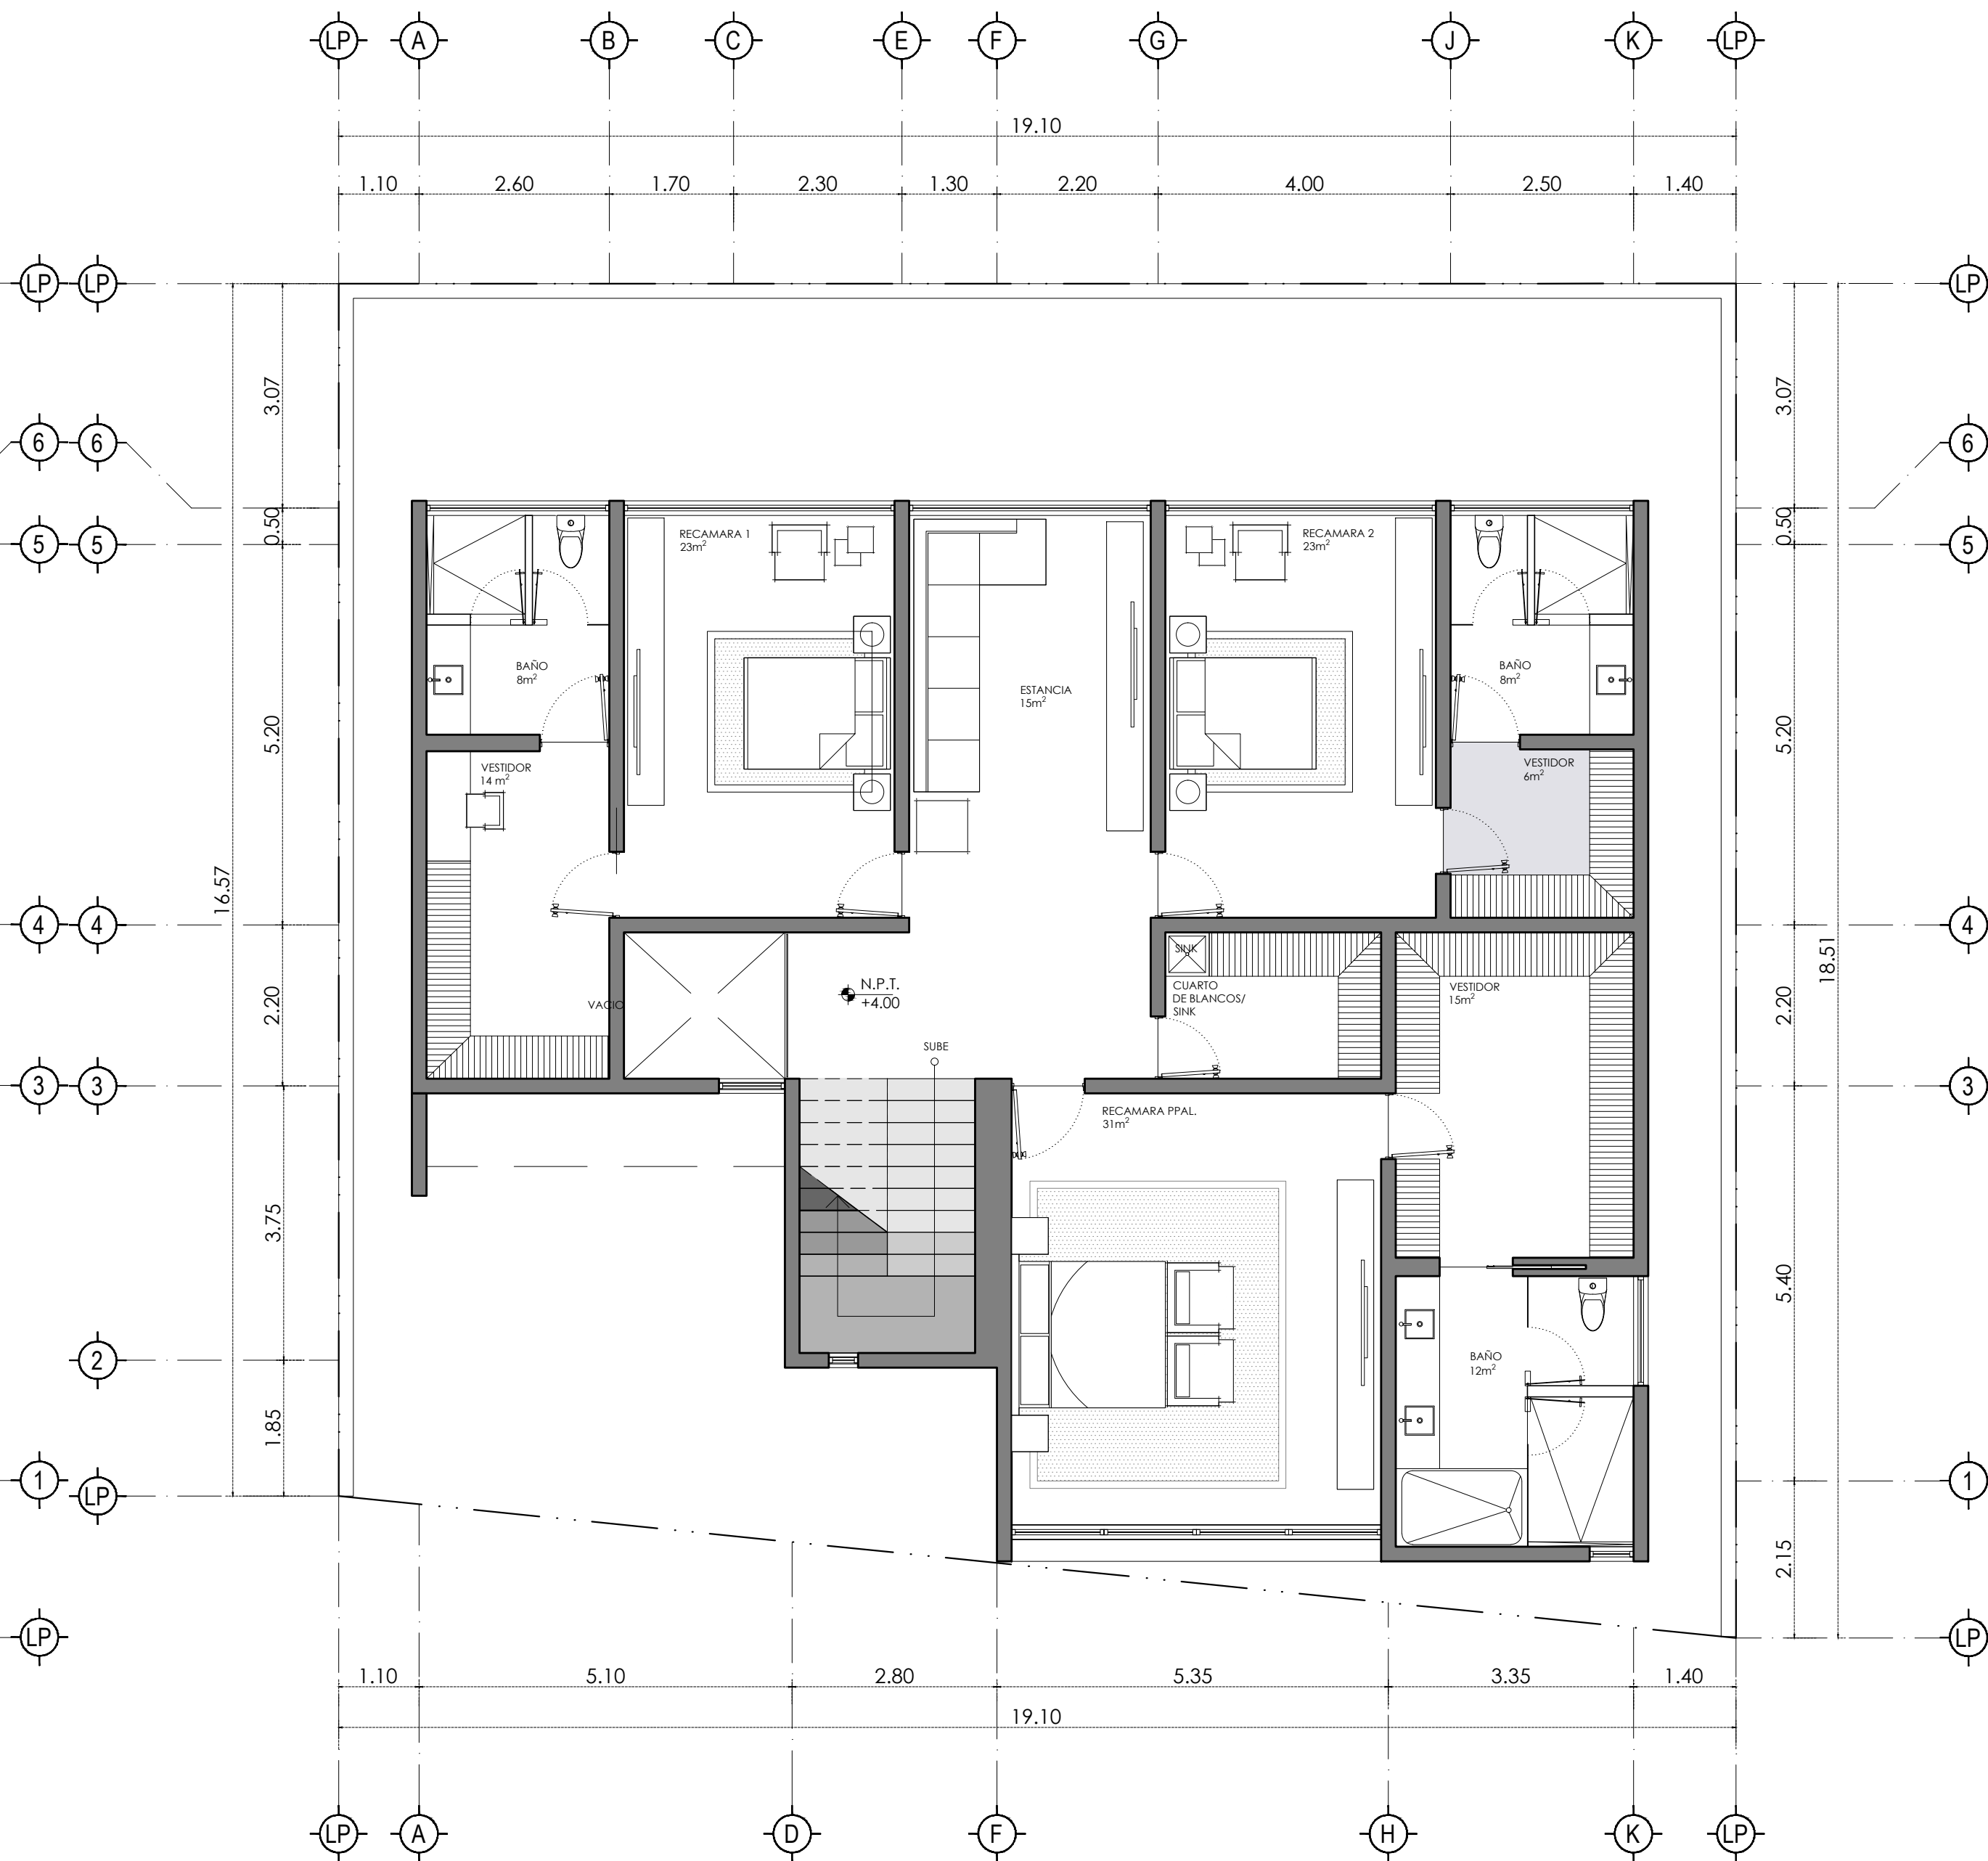 LP A B C E F G J K LP
19.10
1.10 2.60 1.70 2.30 1.30 2.20 4.00 2.50 1.40
LP LP LP
3.07 3.07
6 6 6
0.50 0.50
5 5 5
RECAMARA 1
23m²
RECAMARA 2
23m²
BAÑO
8m²
ESTANCIA
15m²
BAÑO
8m²
5.20 5.20
VESTIDOR
14 m²
VESTIDOR
6m²
16.57
4 4 4
18.51
SINK
CUARTO
DE BLANCOS/
SINK
VESTIDOR
15m²
N.P.T.
+4.00
VACIO
2.20 2.20
SUBE
3 3 3
RECAMARA PPAL.
31m²
3.75
5.40
2
BAÑO
12m²
1.85
1 1
LP
2.15
LP LP
1.10 5.10 2.80 5.35 3.35 1.40
19.10
LP A D F H K LP